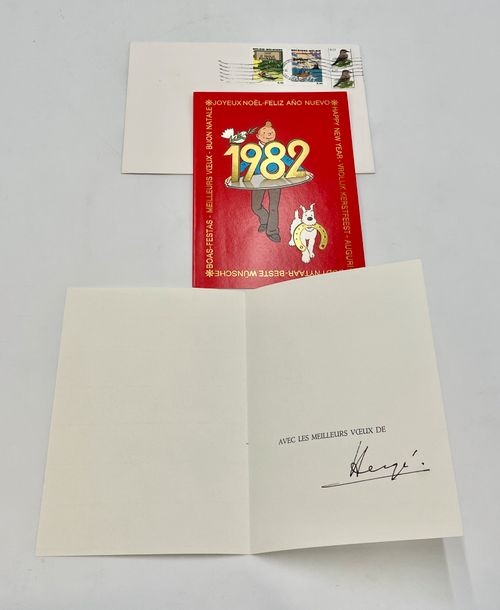 JOYEUX NOËL-FELIZ AÑO NUEVO
HAPPY NEW YEAR · VROLIJK KERSTFEEST · AUGURI
BESTE WÜNSCHE
BOAS-FESTAS · MEILLEURS VŒUX · BUON NATALE
1982
AVEC LES MEILLEURS VŒUX DE
Hergé.